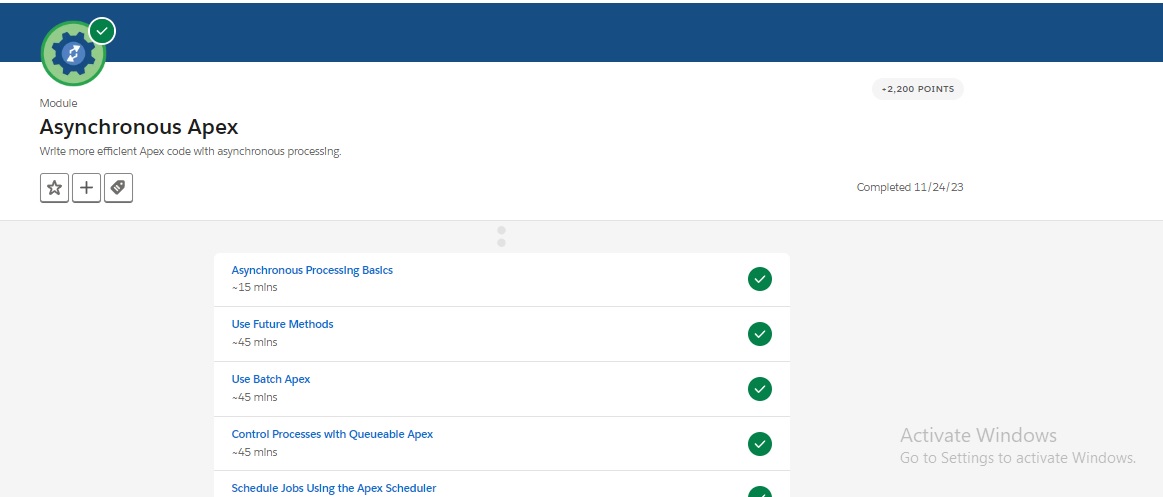 +2,200 POINTS
Module
Asynchronous Apex
Write more efficient Apex code with asynchronous processing.
Completed 11/24/23
Asynchronous Processing Basics
~15 mins
Use Future Methods
~45 mins
Use Batch Apex
~45 mins
Control Processes with Queueable Apex
~45 mins
Schedule Jobs Using the Apex Scheduler
Activate Windows
Go to Settings to activate Windows.